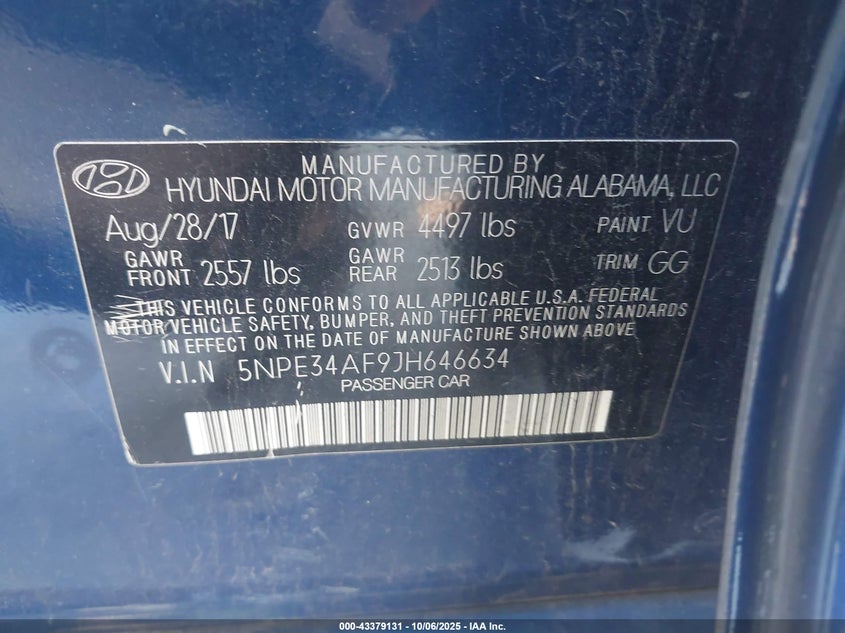 MANUFACTURED BY
HYUNDAI MOTOR MANUFACTURING ALABAMA, LLC
Aug/28/17 GVWR 4497 lbs PAINT VU
GAWR FRONT 2557 lbs GAWR REAR 2513 lbs TRIM GG
THIS VEHICLE CONFORMS TO ALL APPLICABLE U.S.A. FEDERAL
MOTOR VEHICLE SAFETY, BUMPER, AND THEFT PREVENTION STANDARDS
IN EFFECT ON THE DATE OF MANUFACTURE SHOWN ABOVE
V.I.N 5NPE34AF9JH646634
PASSENGER CAR
000-43379131 - 10/06/2025 - IAA Inc.